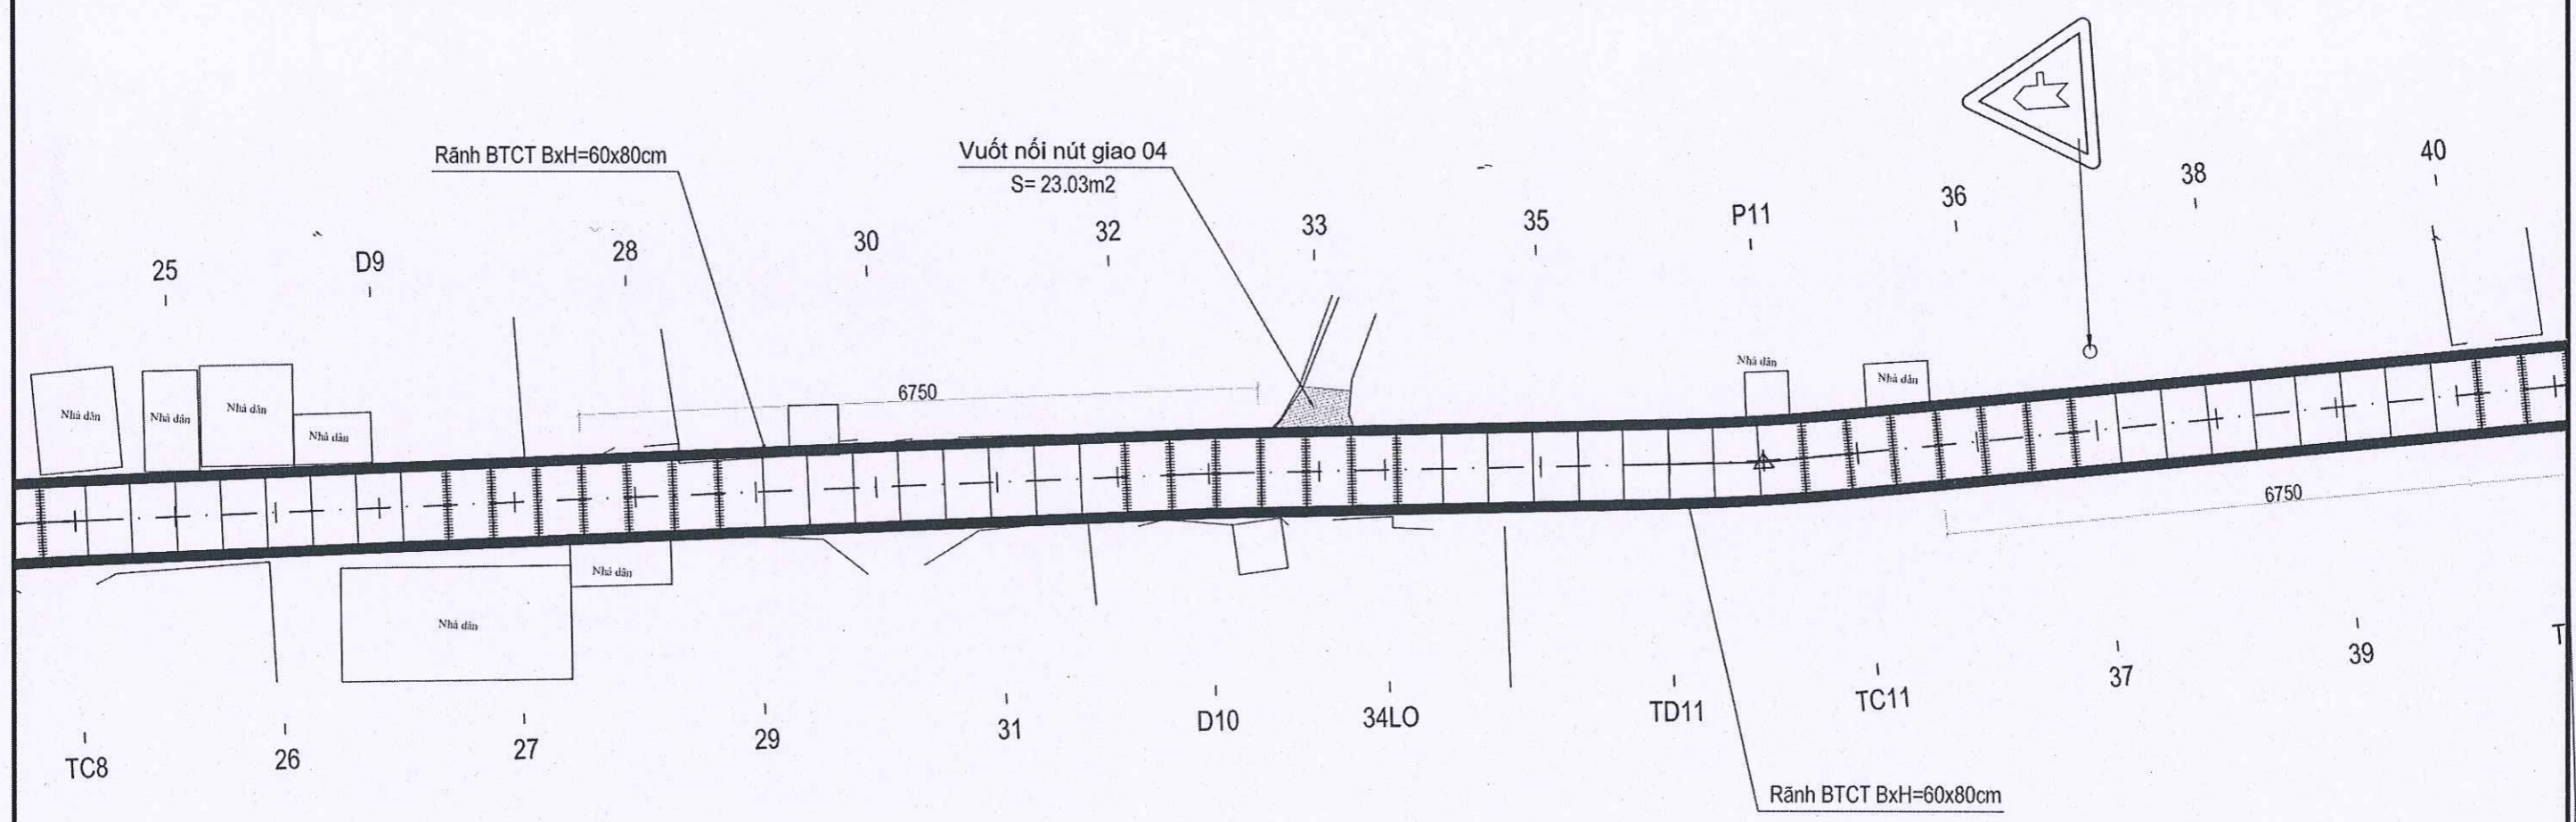 Rãnh BTCT BxH=60x80cm
Vuốt nối nút giao 04
S= 23.03m2
25
D9
28
30
32
33
35
P11
36
38
40
6750
Nhà dân
Nhà dân
Nhà dân
Nhà dân
Nhà dân
Nhà dân
Nhà dân
Nhà dân
6750
TC8
26
27
29
31
D10
34LO
TD11
TC11
37
39
T
Rãnh BTCT BxH=60x80cm